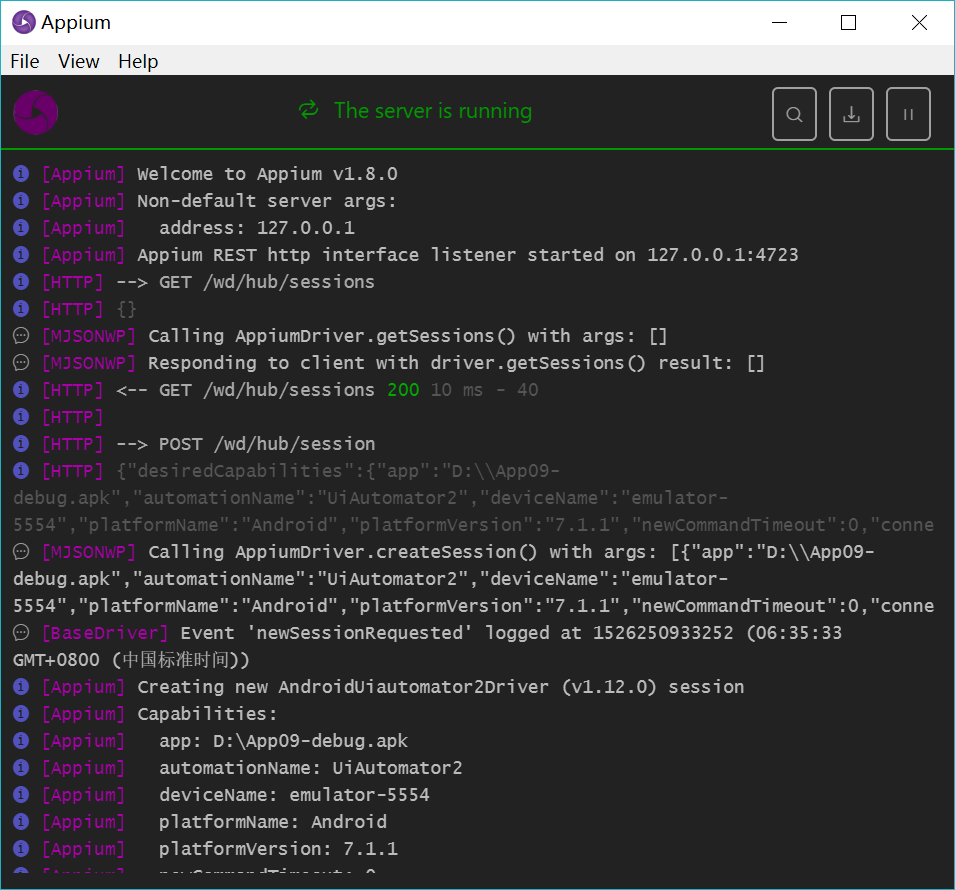 Appium
File View Help
The server is running
[Appium] Welcome to Appium v1.8.0
[Appium] Non-default server args:
[Appium]   address: 127.0.0.1
[Appium] Appium REST http interface listener started on 127.0.0.1:4723
[HTTP] --> GET /wd/hub/sessions
[HTTP] {}
[MJSONWP] Calling AppiumDriver.getSessions() with args: []
[MJSONWP] Responding to client with driver.getSessions() result: []
[HTTP] <-- GET /wd/hub/sessions 200 10 ms - 40
[HTTP]
[HTTP] --> POST /wd/hub/session
[HTTP] {"desiredCapabilities":{"app":"D:\\App09-
debug.apk","automationName":"UiAutomator2","deviceName":"emulator-
5554","platformName":"Android","platformVersion":"7.1.1","newCommandTimeout":0,"conne
[MJSONWP] Calling AppiumDriver.createSession() with args: [{"app":"D:\\App09-
debug.apk","automationName":"UiAutomator2","deviceName":"emulator-
5554","platformName":"Android","platformVersion":"7.1.1","newCommandTimeout":0,"conne
[BaseDriver] Event 'newSessionRequested' logged at 1526250933252 (06:35:33
GMT+0800 (中国标准时间))
[Appium] Creating new AndroidUiautomator2Driver (v1.12.0) session
[Appium] Capabilities:
[Appium]   app: D:\App09-debug.apk
[Appium]   automationName: UiAutomator2
[Appium]   deviceName: emulator-5554
[Appium]   platformName: Android
[Appium]   platformVersion: 7.1.1